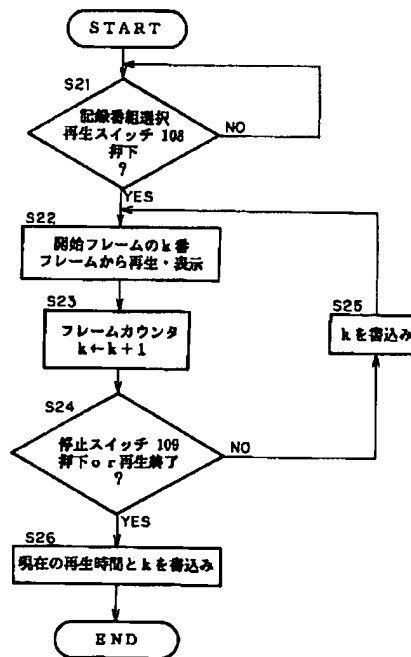 START
S21
記録番組選択
再生スイッチ 108
押下
?
NO
YES
S22
開始フレームのk番
フレームから再生・表示
S23
フレームカウンタ
k←k+1
S25
kを書込み
S24
停止スイッチ 109
押下or再生終了
?
NO
YES
S26
現在の再生時間とkを書込み
END